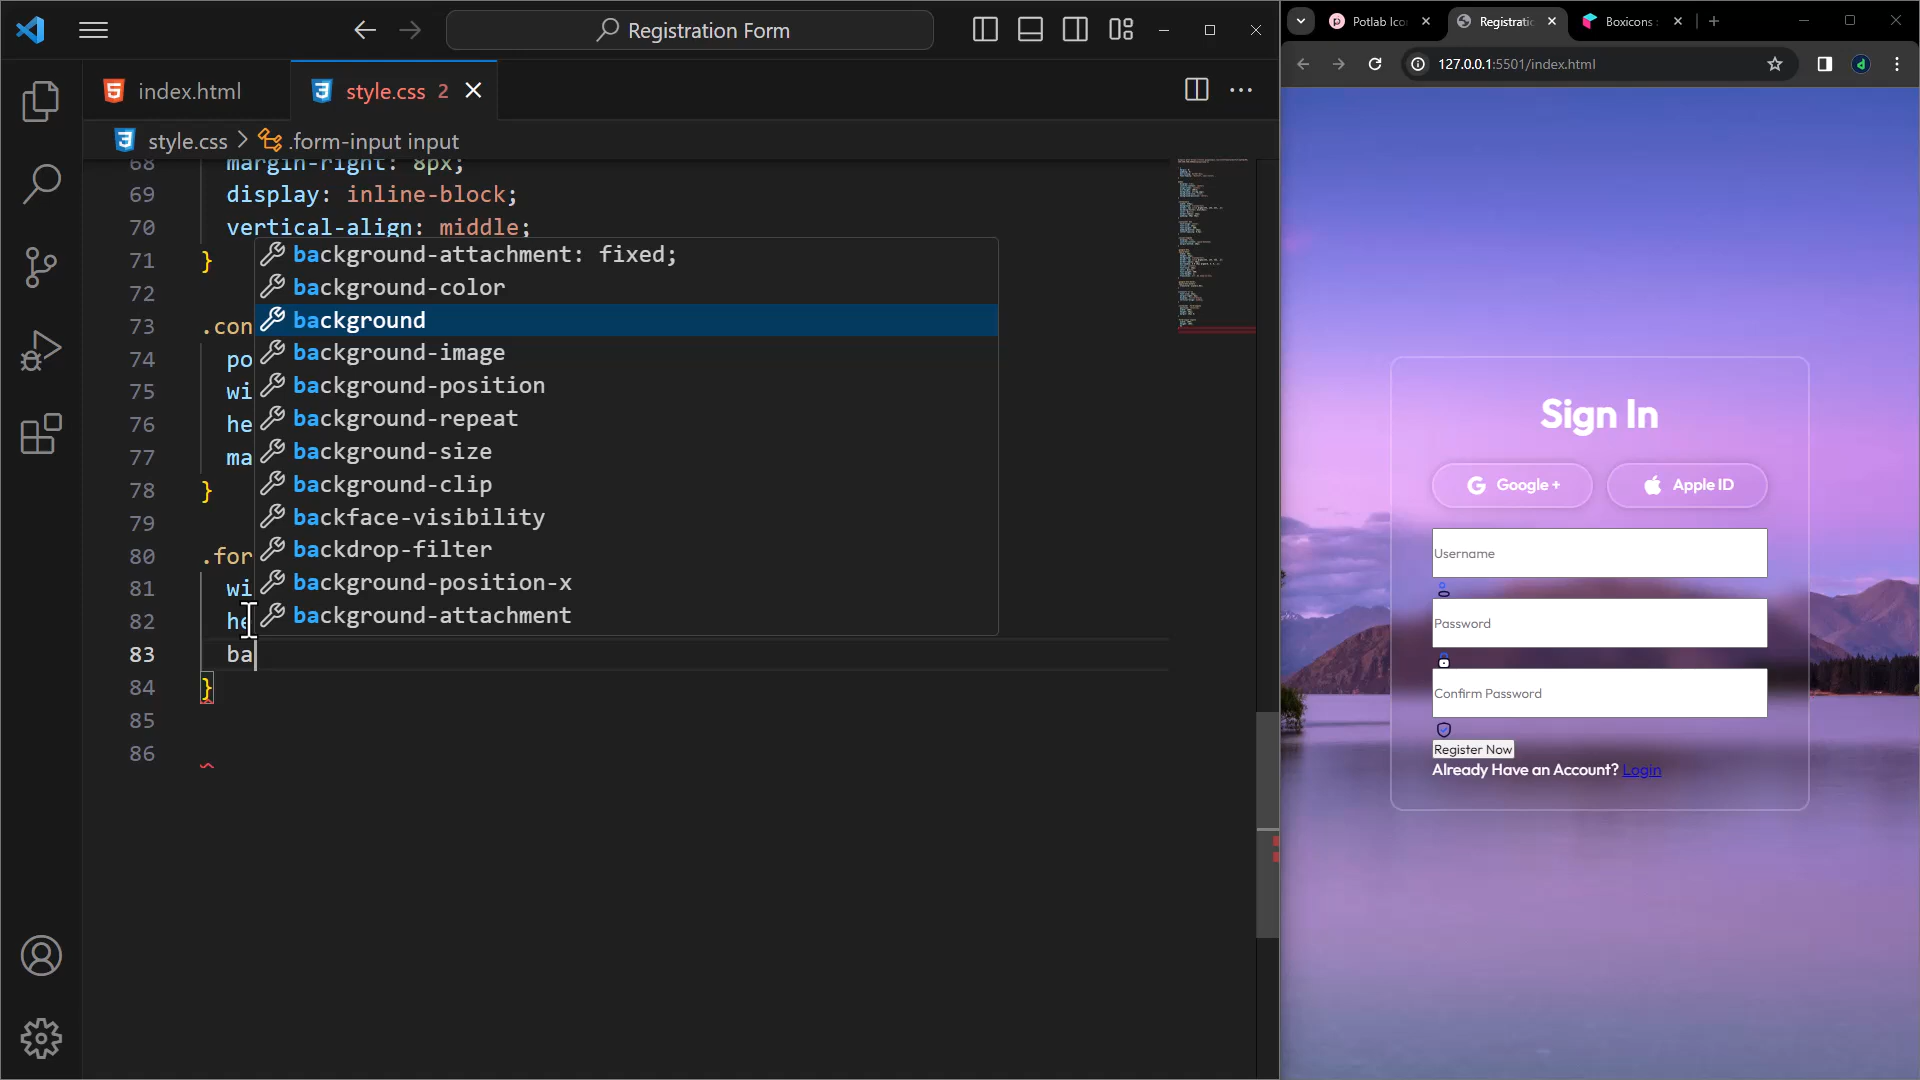 Registration Form
index.html
style.css 2
style.css > .form-input input
68 margin-right: 8px;
69 display: inline-block;
70 vertical-align: middle;
71 }
72
73 .con
74 po
75 wi
76 he
77 ma
78 }
79
80 .for
81 wi
82 he
83 ba
84 }
85
86
background-attachment: fixed;
background-color
background
background-image
background-position
background-repeat
background-size
background-clip
backface-visibility
backdrop-filter
background-position-x
background-attachment
Potlab Ico
Registrati
Boxicons :
127.0.0.1:5501/index.html
d
Sign In
Google +
Apple ID
Username
Password
Confirm Password
Register Now
Already Have an Account? Login